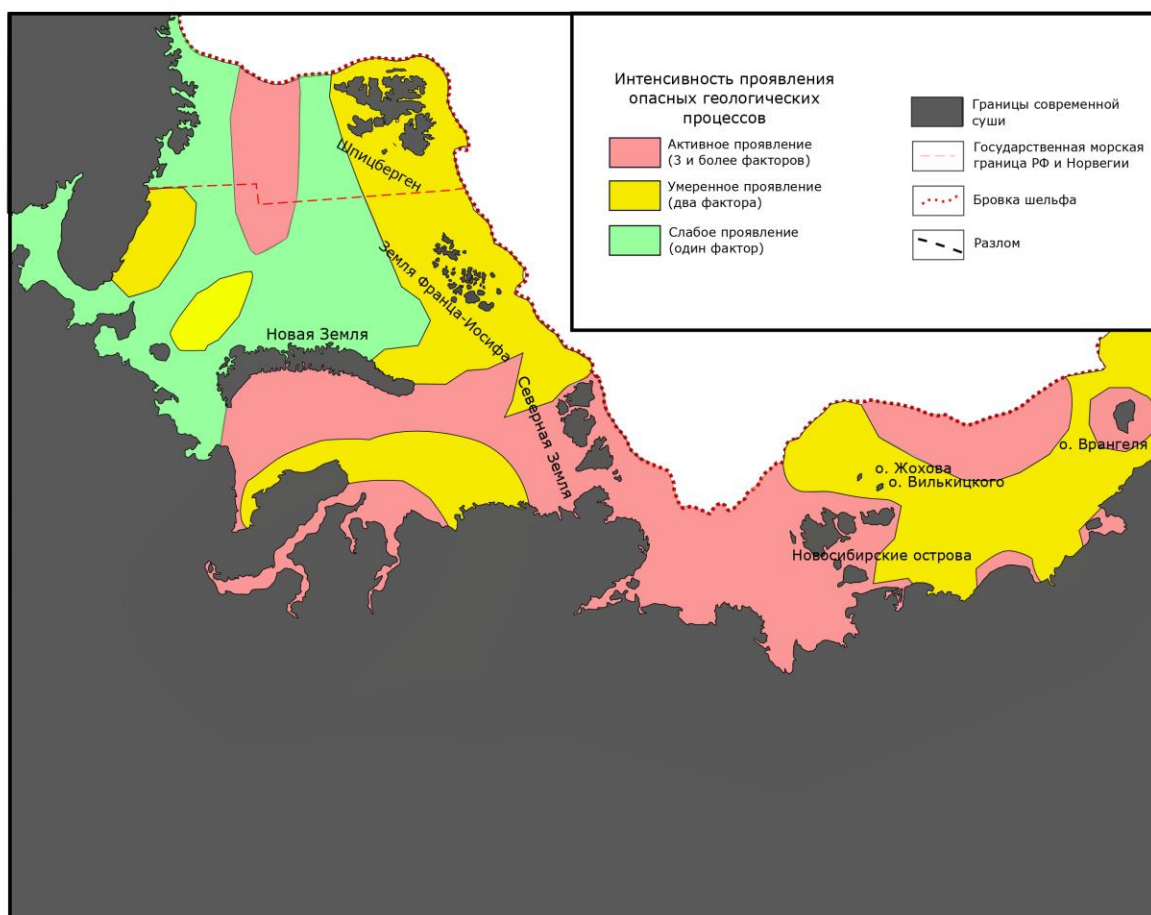 Интенсивность проявления
опасных геологических
процессов
Активное проявление
(3 и более факторов)
Умеренное проявление
(два фактора)
Слабое проявление
(один фактор)
Границы современной
суши
Государственная морская
граница РФ и Норвегии
Бровка шельфа
Разлом
Шпицберген
Земля Франца-Иосифа
Новая Земля
Северная Земля
о. Врангеля
о. Жохова
о. Вилькицкого
Новосибирские острова